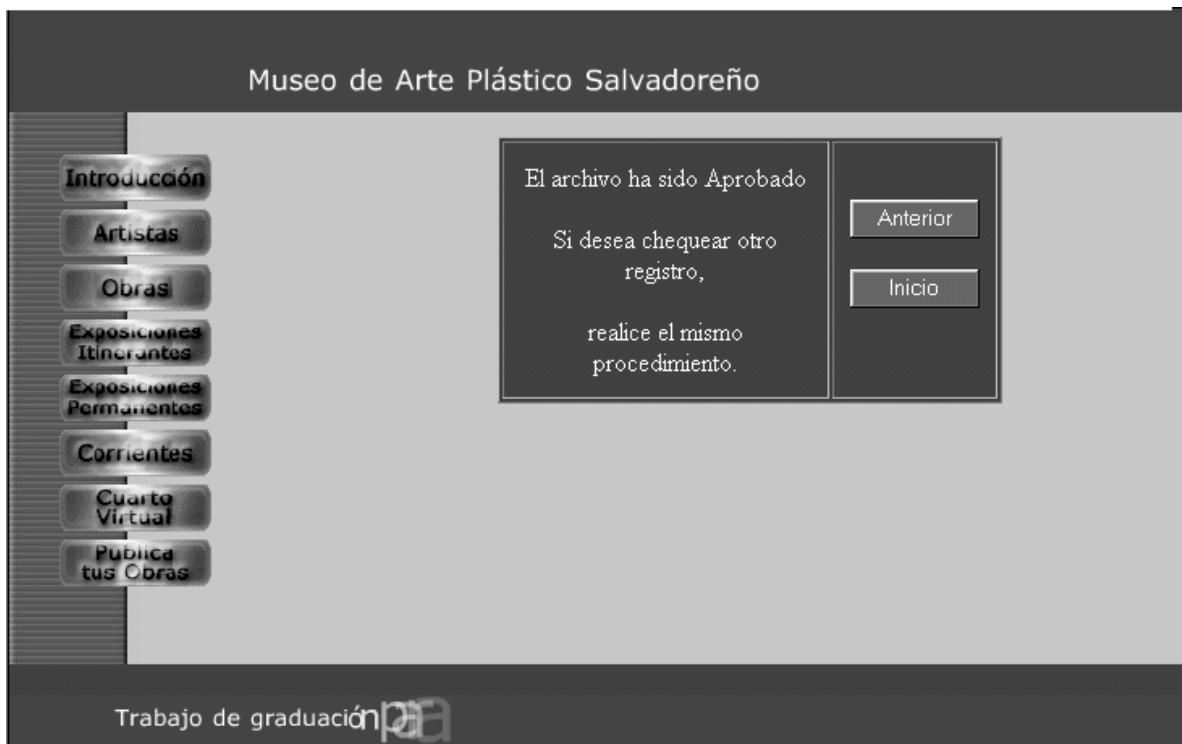 Museo de Arte Plástico Salvadoreño
Introducción
Artistas
Obras
Exposiciones
Itinerantes
Exposiciones
Permanentes
Corrientes
Cuarto
Virtual
Publica
tus Obras
El archivo ha sido Aprobado
Si desea chequear otro
registro,
realice el mismo
procedimiento.
Anterior
Inicio
Trabajo de graduación